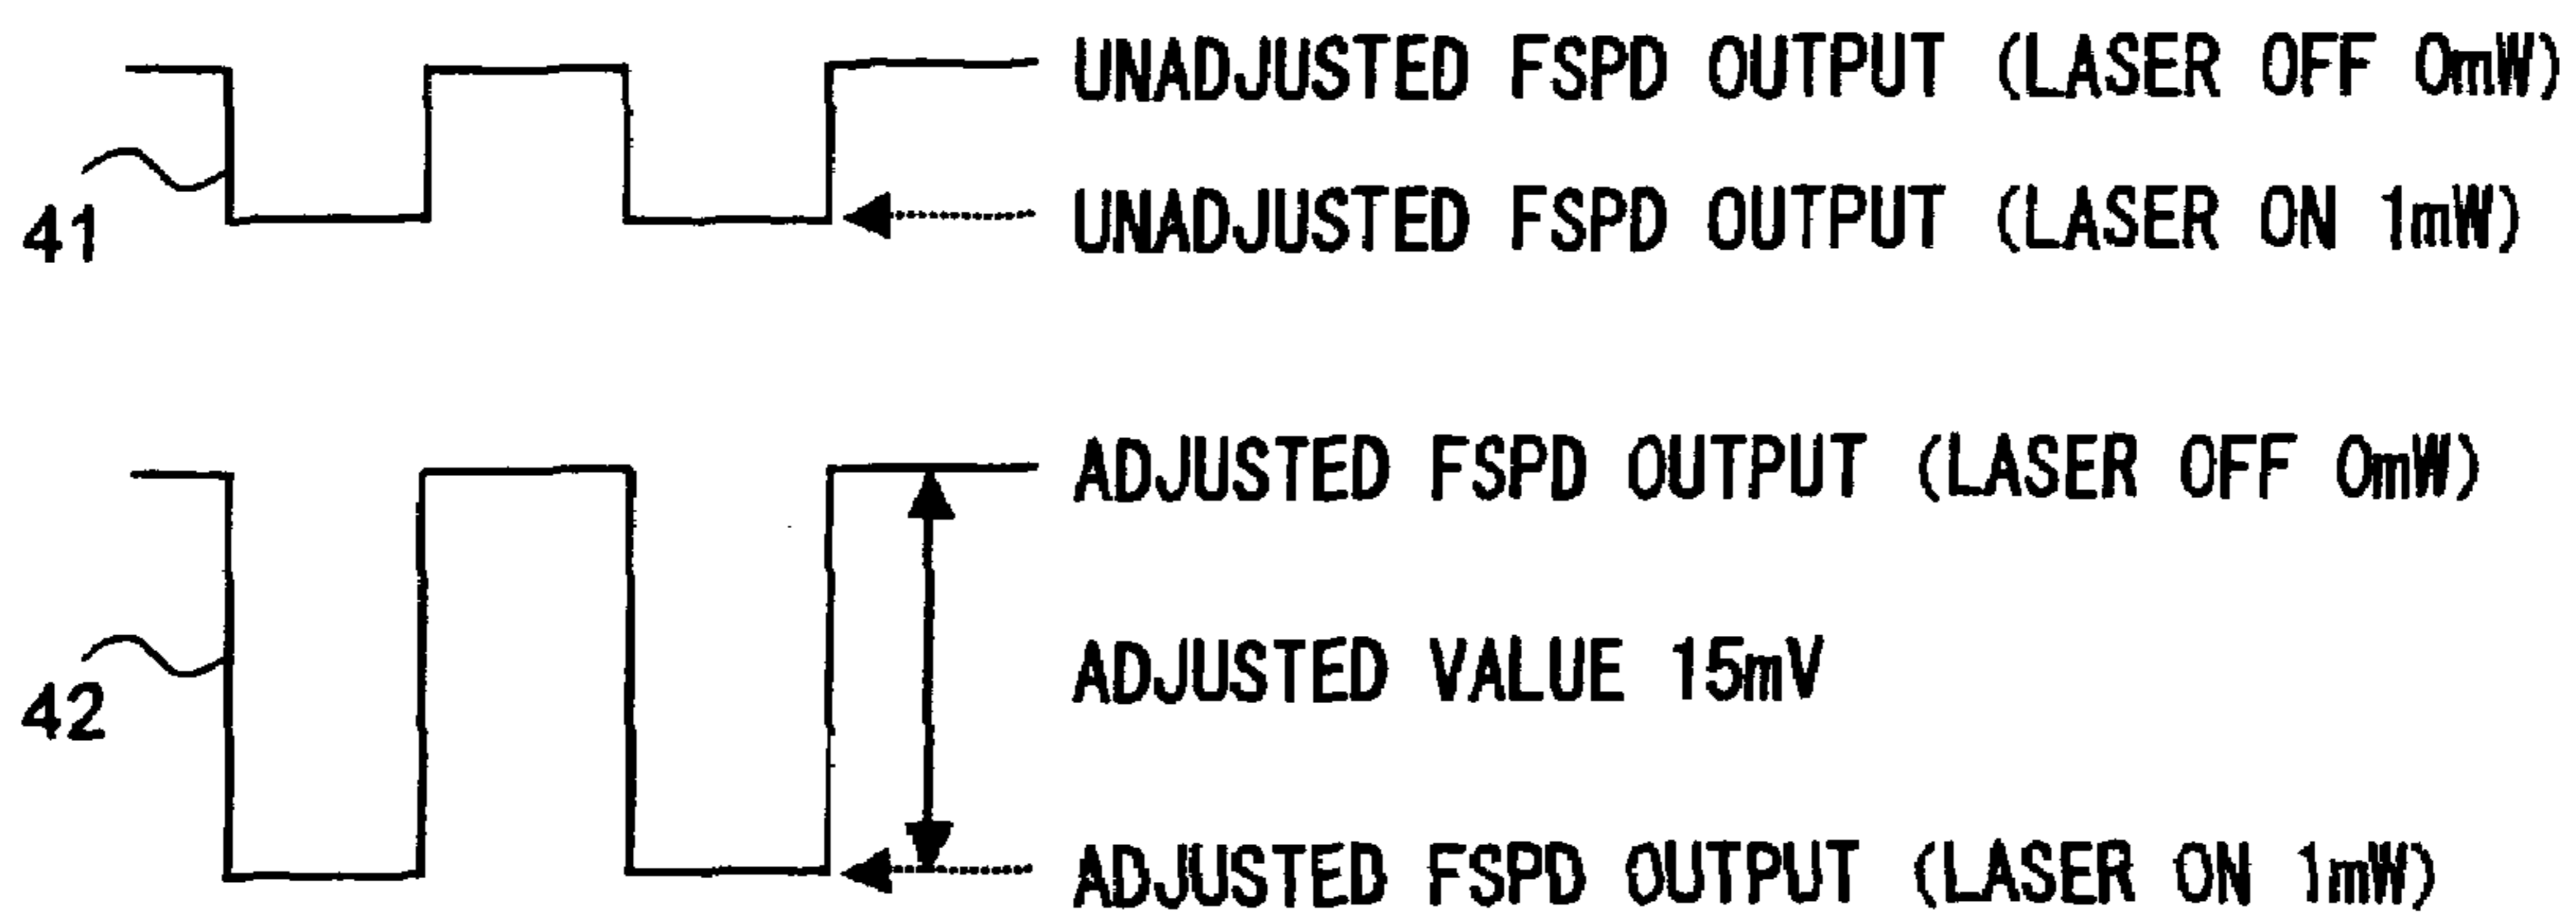 UNADJUSTED FSPD OUTPUT (LASER OFF 0mW)
41
UNADJUSTED FSPD OUTPUT (LASER ON 1mW)
ADJUSTED FSPD OUTPUT (LASER OFF 0mW)
42
ADJUSTED VALUE 15mV
ADJUSTED FSPD OUTPUT (LASER ON 1mW)